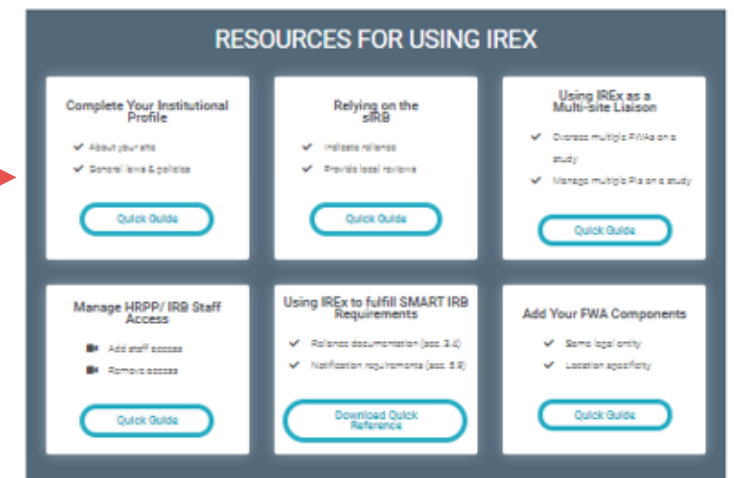 RESOURCES FOR USING IREX
Complete Your Institutional
Profile
About your site
General laws & policies
Quick Guide
Relying on the
sIRB
Indicate reliance
Provide local reviews
Quick Guide
Using IREx as a
Multi-site Liaison
Oversee multiple FWAs on a
study
Manage multiple PIs on a study
Quick Guide
Manage HRPP/ IRB Staff
Access
Add staff access
Remove access
Quick Guide
Using IREx to fulfill SMART IRB
Requirements
Reliance documentation (sec. 3.4)
Notification requirements (sec. 5.9)
Download Quick
Reference
Add Your FWA Components
Same legal entity
Location specificity
Quick Guide